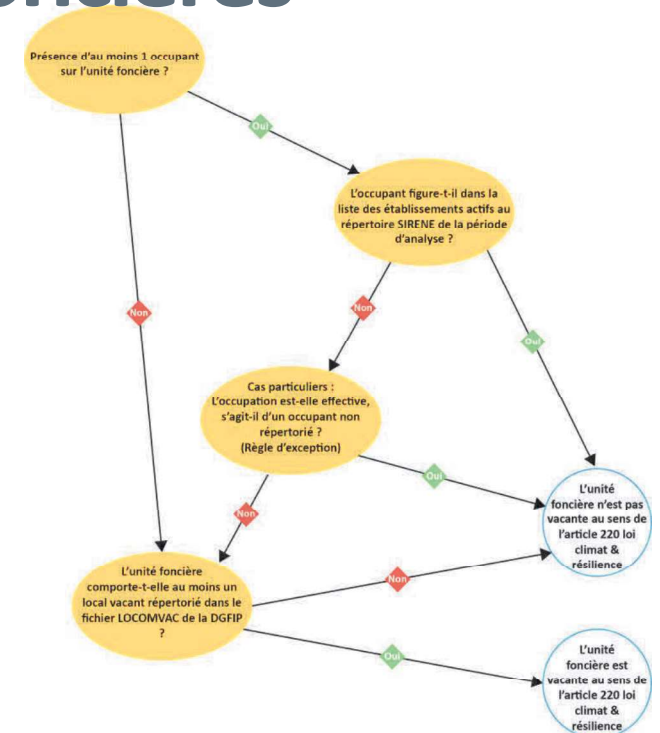 Présence d'au moins 1 occupant
sur l'unité foncière ?
Oui
L'occupant figure-t-il dans la
liste des établissements actifs au
répertoire SIRENE de la période
d'analyse ?
Non
Non
Oui
Cas particuliers :
L'occupation est-elle effective,
s'agit-il d'un occupant non
répertorié ?
(Règle d'exception)
Oui
Non
L'unité
foncière n'est pas
vacante au sens de
l'article 220 loi
climat &
résilience
L'unité foncière
comporte-t-elle au moins un
local vacant répertorié dans le
fichier LOCOMVAC de la DGFIP
?
Non
Oui
L'unité
foncière est
vacante au sens de
l'article 220 loi
climat &
résilience